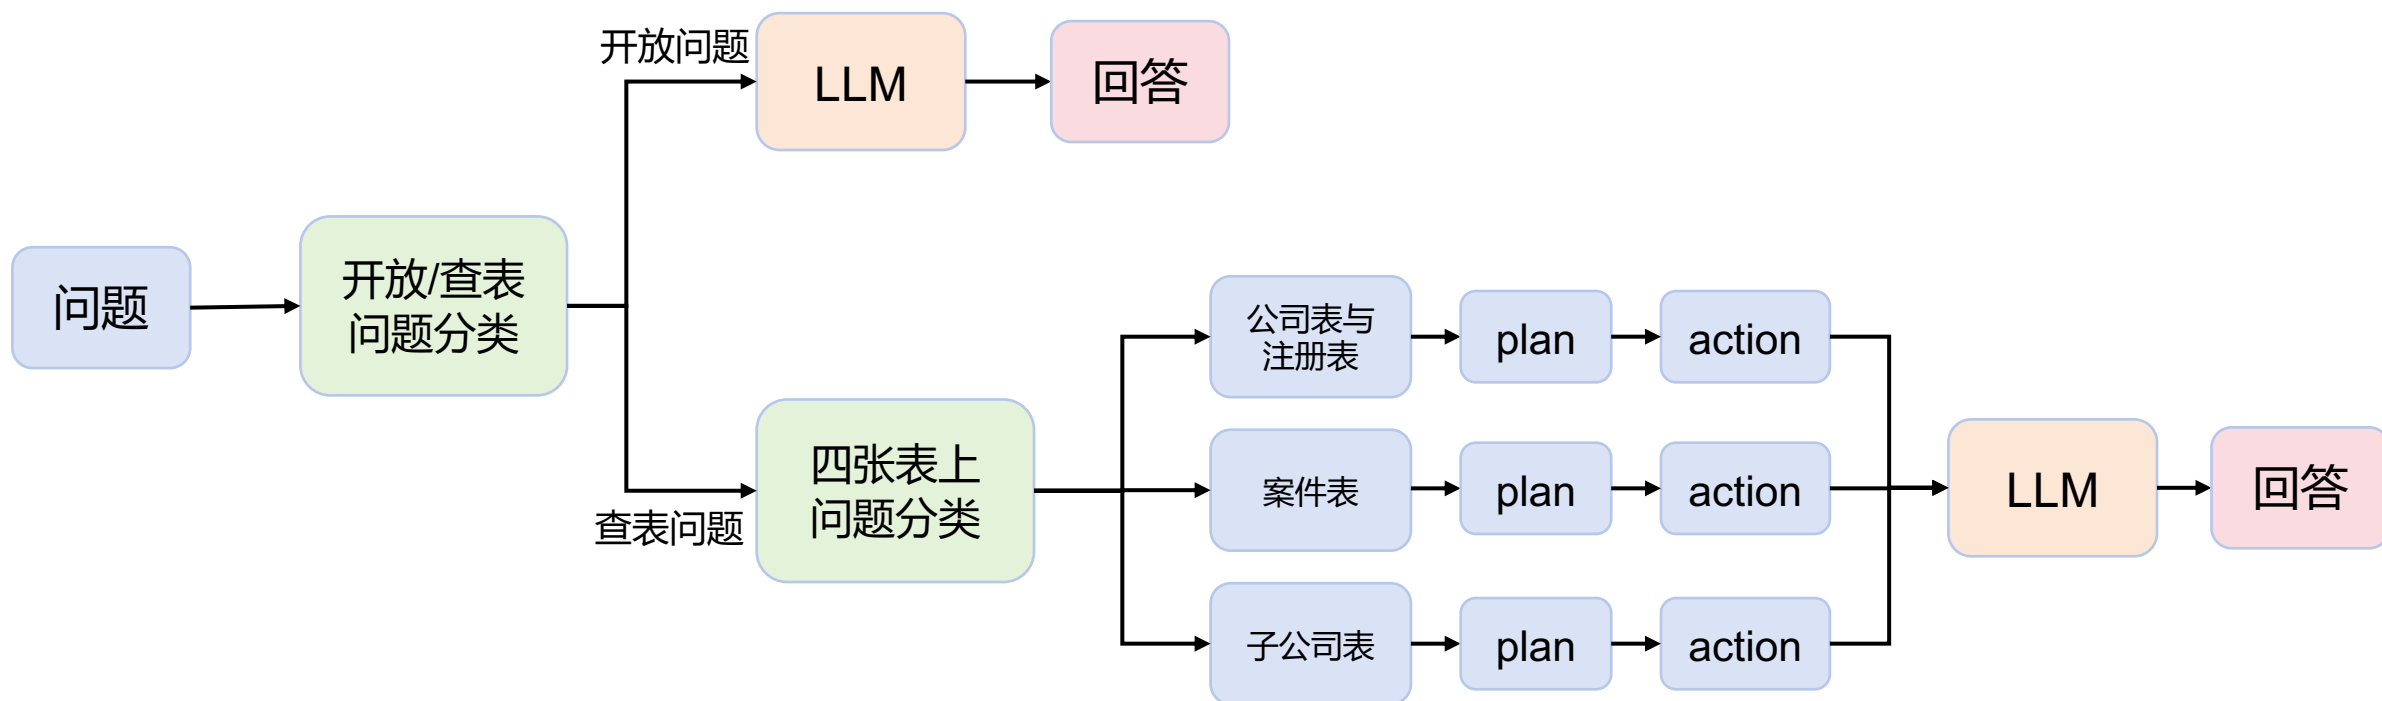 开放问题
LLM
回答
问题
开放/查表
问题分类
查表问题
四张表上
问题分类
公司表与
注册表
plan
action
案件表
plan
action
子公司表
plan
action
LLM
回答